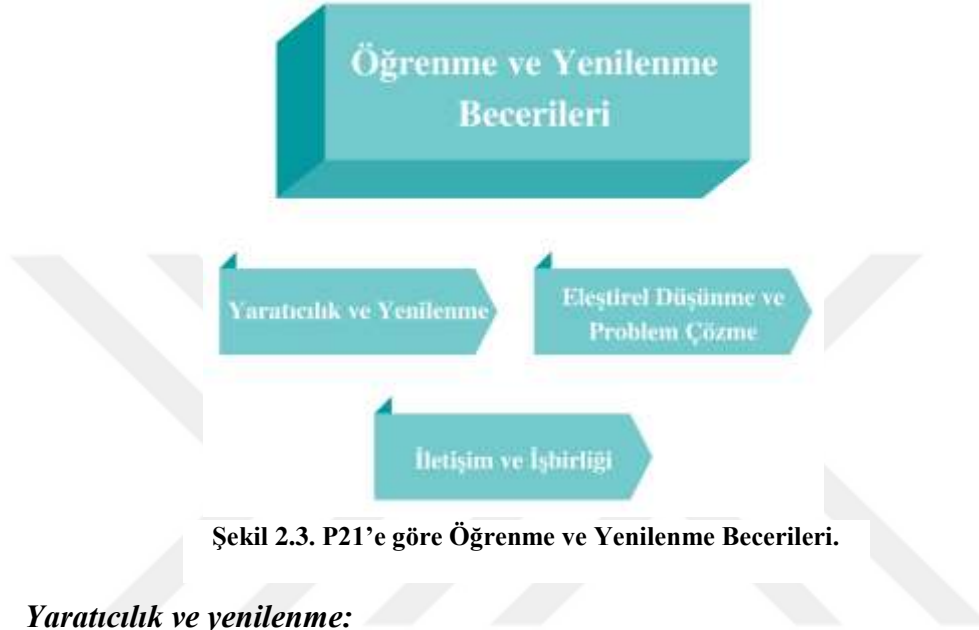 Öğrenme ve Yenilenme
Becerileri
Yaratıcılık ve Yenilenme
Eleştirel Düşünme ve
Problem Çözme
İletişim ve İşbirliği
Şekil 2.3. P21’e göre Öğrenme ve Yenilenme Becerileri.
Yaratıcılık ve yenilenme: